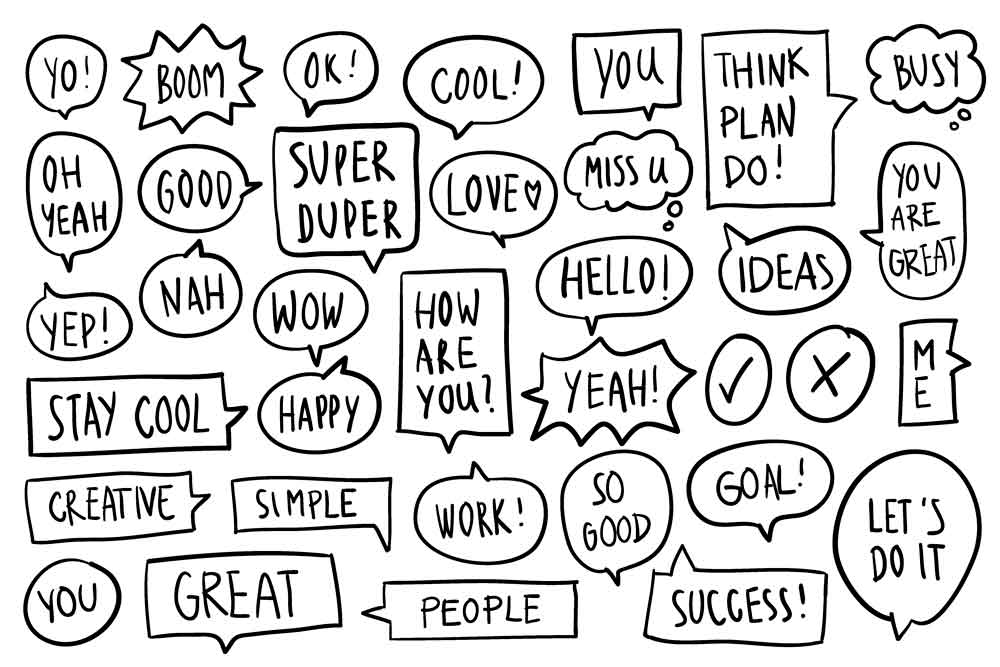 YO!
BOOM
OK!
COOL!
YOU
THINK
PLAN
DO!
BUSY
OH
YEAH
GOOD
SUPER
DUPER
LOVE♡
MISS U
YOU
ARE
GREAT
YEP!
NAH
WOW
HOW
ARE
YOU?
HELLO!
IDEAS
STAY COOL
HAPPY
YEAH!
✓
X
M
E
CREATIVE
SIMPLE
WORK!
SO
GOOD
GOAL!
LET'S
DO IT
YOU
GREAT
PEOPLE
SUCCESS!